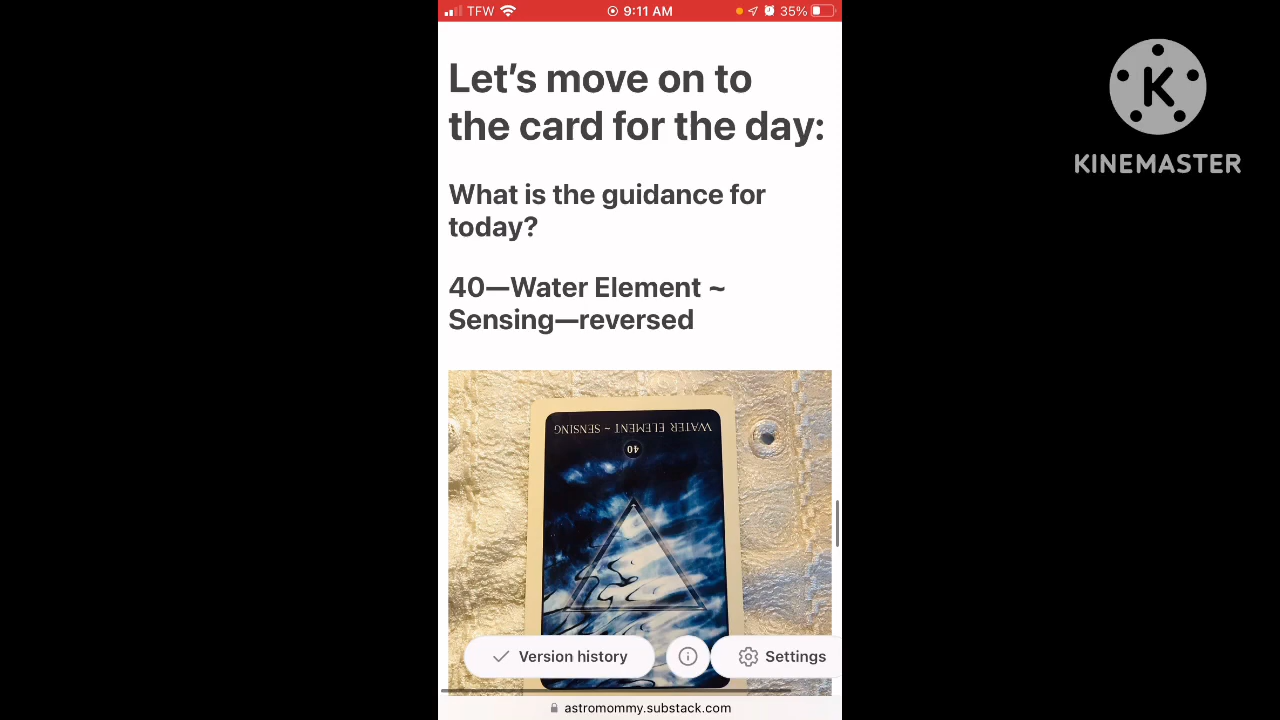 TFW 9:11 AM 35%
Let's move on to
the card for the day:
What is the guidance for
today?
40—Water Element ~
Sensing—reversed
WATER ELEMENT ~ SENSING
40
Version history
Settings
astromommy.substack.com
K
KINEMASTER